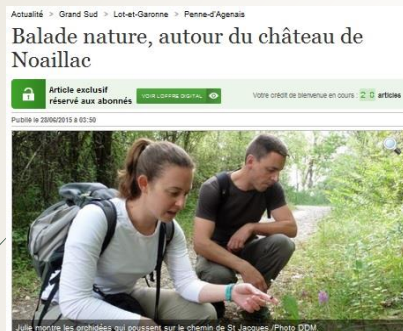 Actualité > Grand Sud > Lot-et-Garonne > Penne-d'Agenais
Balade nature, autour du château de
Noaillac
Article exclusif
réservé aux abonnés
VOIR L'OFFRE DIGITAL
Votre crédit de bienvenue en cours : 2 0 articles
Publié le 28/06/2015 à 03:50
Julie montre les orchidées qui poussent sur le chemin de St Jacques./Photo DDM